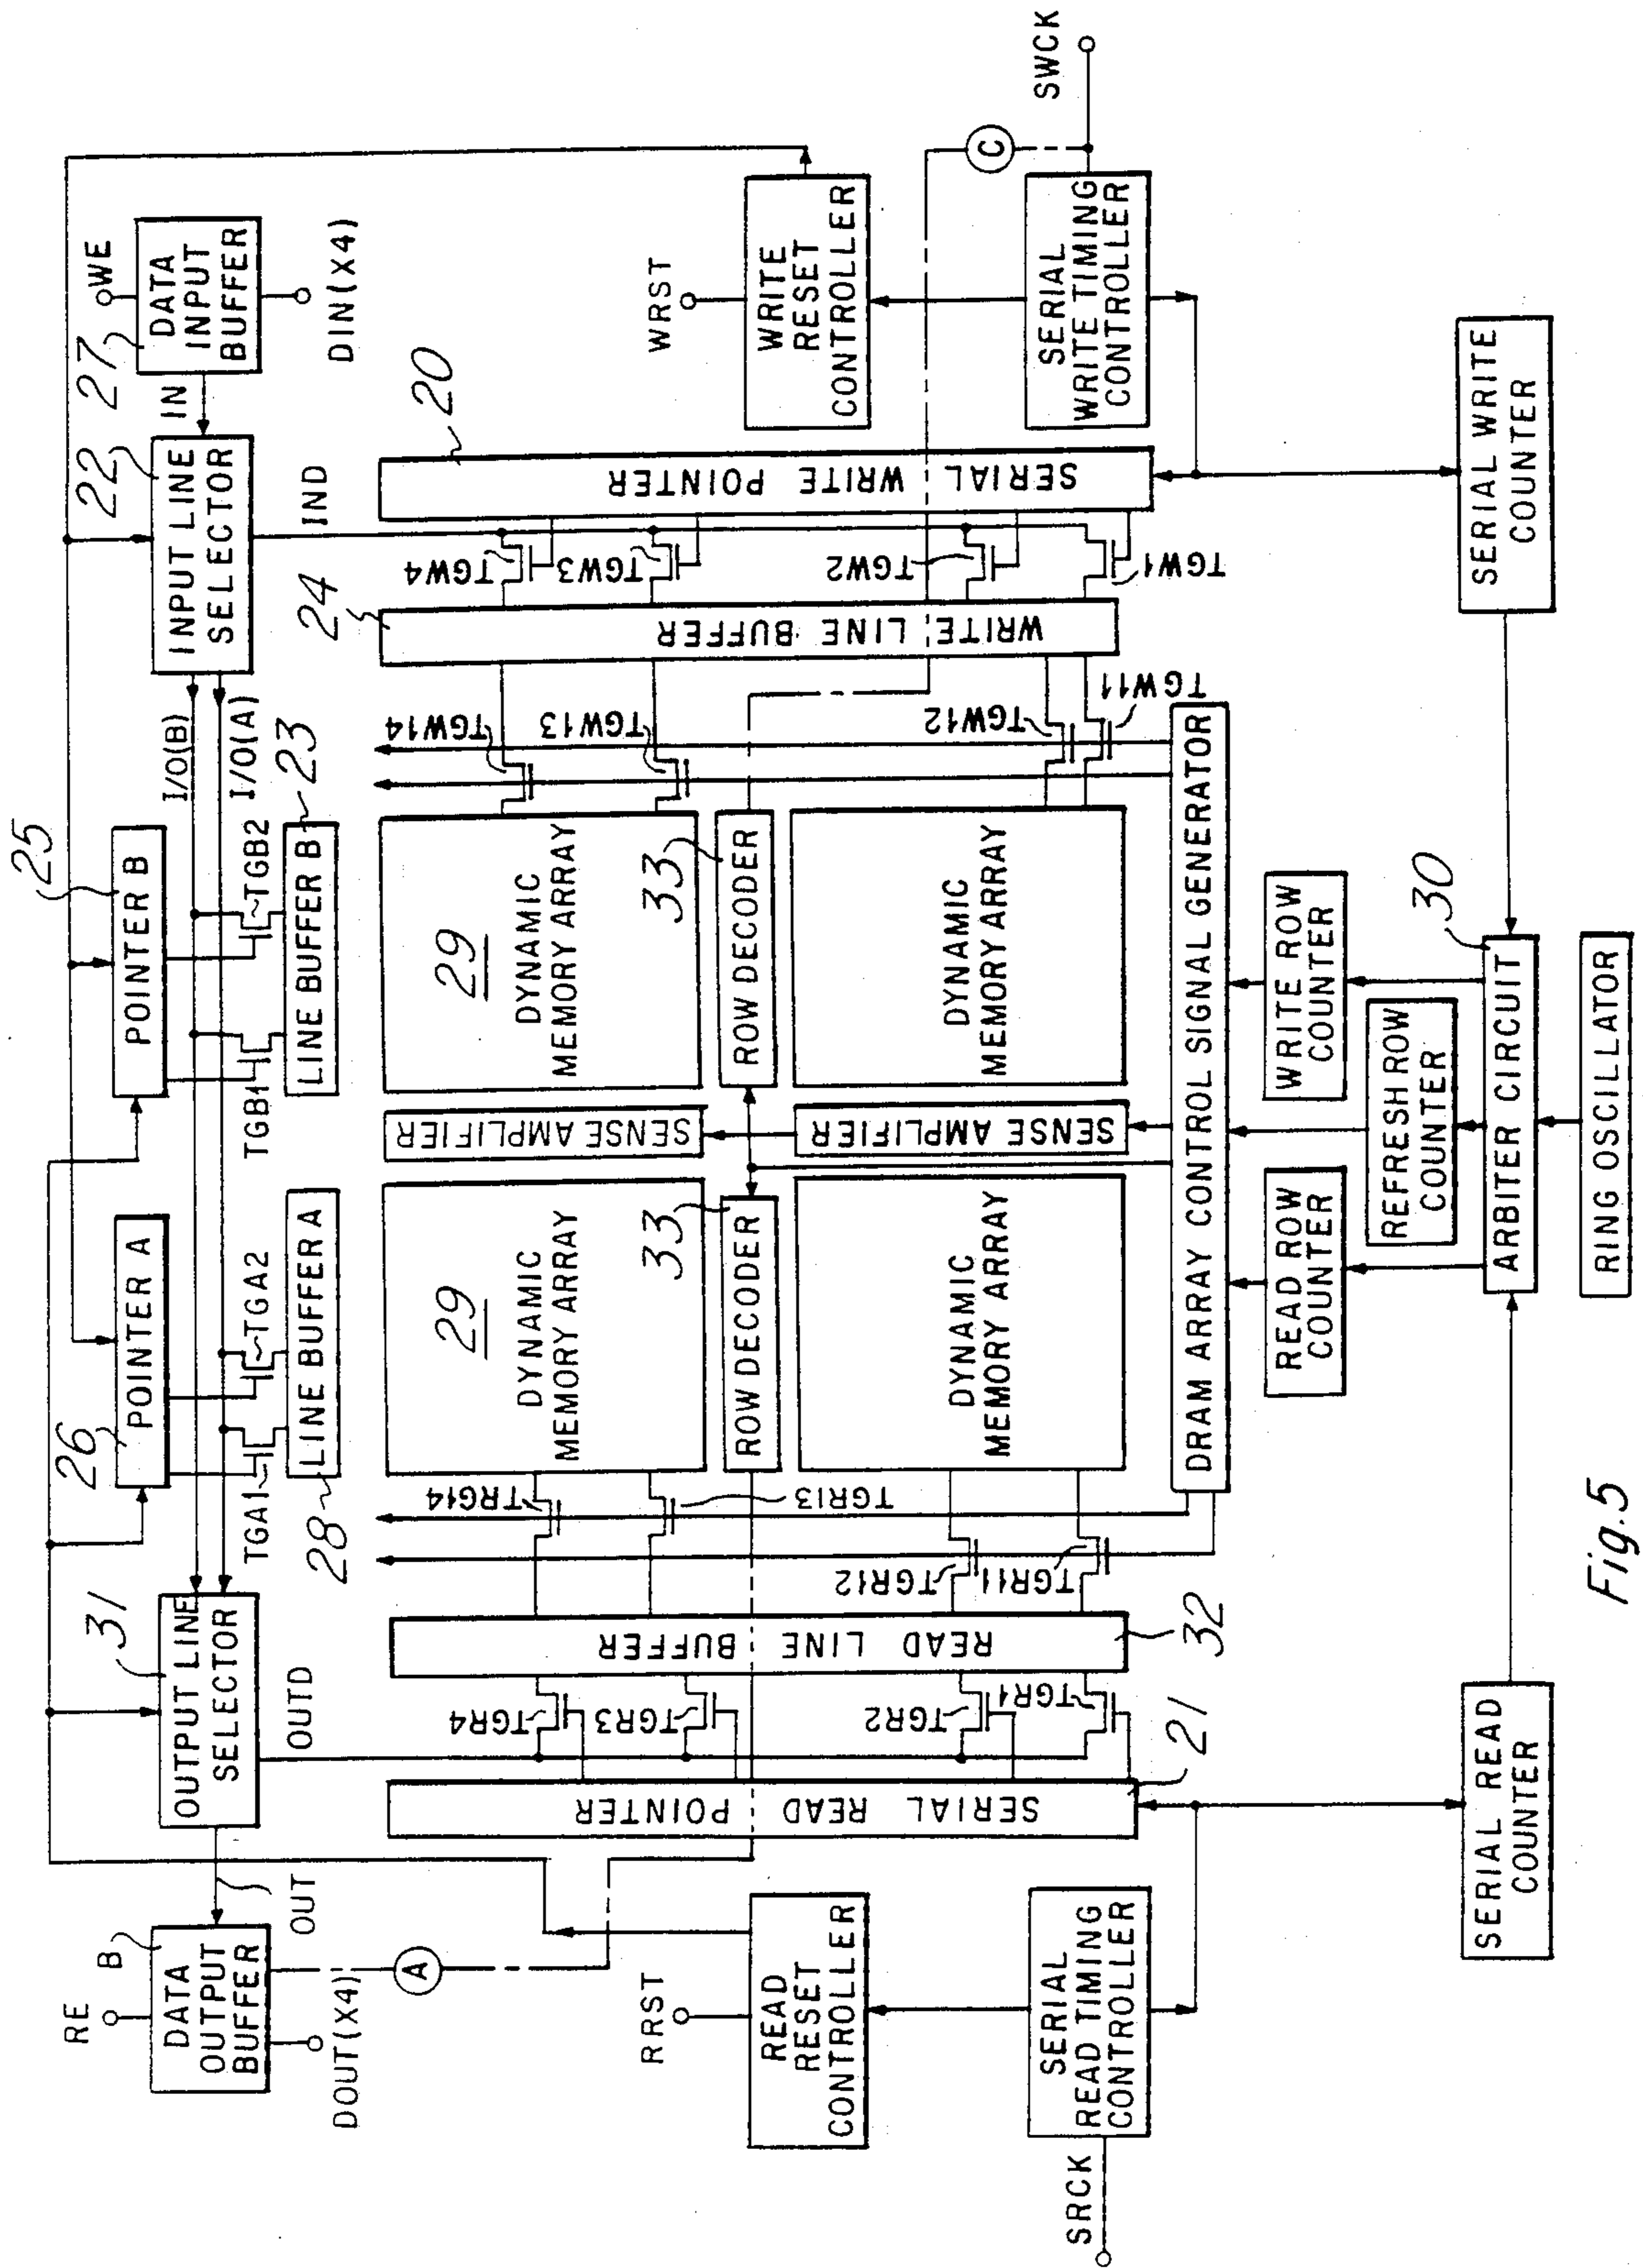 RE
B
DATA
OUTPUT
BUFFER
DOUT(X4)
OUT
31
OUTPUT LINE
SELECTOR
OUTD
26
POINTER A
TGA1
TGA2
28
LINE BUFFER A
25
POINTER B
TGB1
TGB2
LINE BUFFER B
23
I/O(B)
I/O(A)
22
INPUT LINE
SELECTOR
IND
IN
27
WE
DATA
INPUT
BUFFER
DIN(X4)
A
RRST
READ
RESET
CONTROLLER
SRCK
SERIAL
READ TIMING
CONTROLLER
SERIAL READ POINTER
21
TGR4
TGR3
TGR2
TGR1
READ LINE BUFFER
32
TRG14
TGR13
TGR12
TGR11
29
DYNAMIC
MEMORY ARRAY
33
ROW DECODER
DYNAMIC
MEMORY ARRAY
SENSE AMPLIFIER
SENSE AMPLIFIER
29
DYNAMIC
MEMORY ARRAY
33
ROW DECODER
DYNAMIC
MEMORY ARRAY
TGW14
TGW13
TGW12
TGW11
24
WRITE LINE BUFFER
TGW4
TGW3
TGW2
TGW1
20
SERIAL WRITE POINTER
WRST
WRITE
RESET
CONTROLLER
C
SWCK
SERIAL
WRITE TIMING
CONTROLLER
DRAM ARRAY CONTROL SIGNAL GENERATOR
READ ROW
COUNTER
REFRESH ROW
COUNTER
WRITE ROW
COUNTER
30
SERIAL READ
COUNTER
ARBITER CIRCUIT
SERIAL WRITE
COUNTER
RING OSCILLATOR
Fig.5